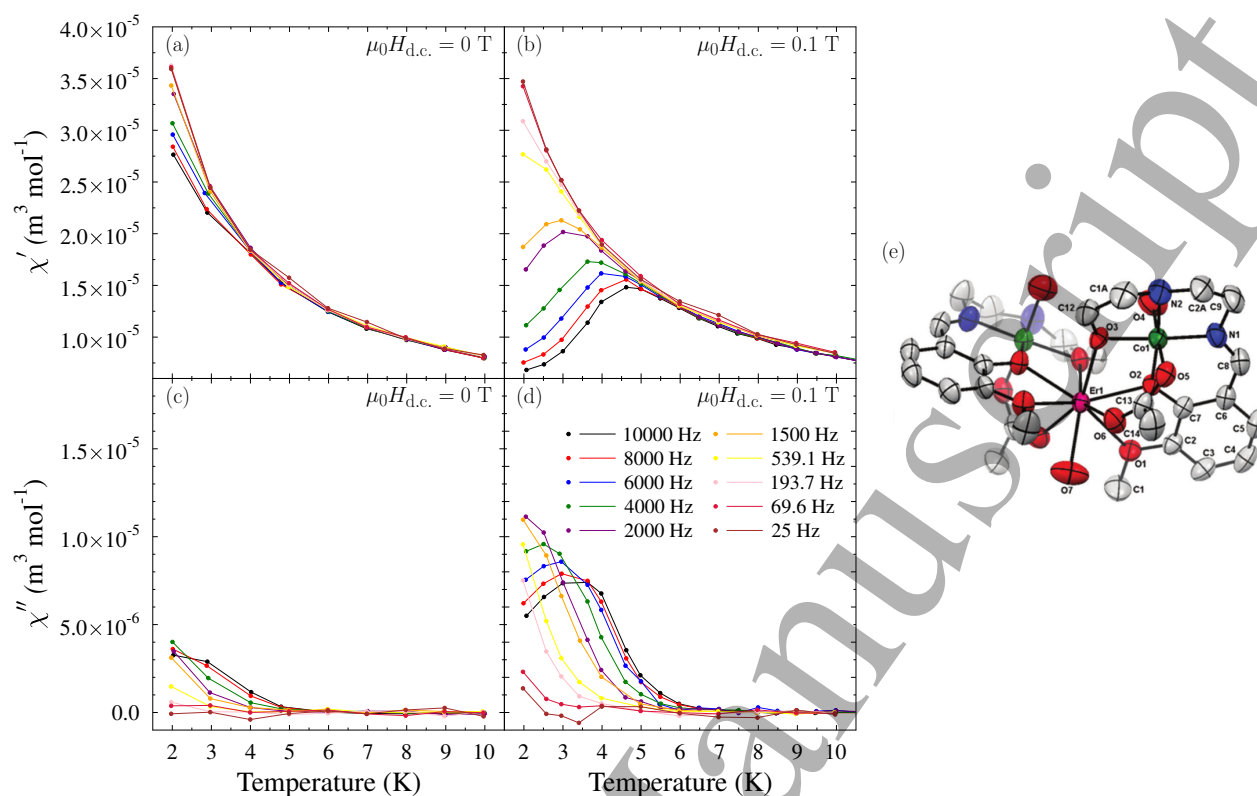 (a) μ₀H_d.c. = 0 T
(b) μ₀H_d.c. = 0.1 T
4.0×10⁻⁵
3.5×10⁻⁵
3.0×10⁻⁵
2.5×10⁻⁵
2.0×10⁻⁵
1.5×10⁻⁵
1.0×10⁻⁵
χ′ (m³ mol⁻¹)
(c) μ₀H_d.c. = 0 T
(d) μ₀H_d.c. = 0.1 T
1.5×10⁻⁵
1.0×10⁻⁵
5.0×10⁻⁶
0.0
χ″ (m³ mol⁻¹)
10000 Hz 1500 Hz
8000 Hz 539.1 Hz
6000 Hz 193.7 Hz
4000 Hz 69.6 Hz
2000 Hz 25 Hz
2 3 4 5 6 7 8 9 10 2 3 4 5 6 7 8 9 10
Temperature (K) Temperature (K)
(e)
C1A
N2
C12
O4
C2A
C9
O3
Co1
N1
O2
O5
C8
Er1
C13
C7
C6
C14
O6
C5
C2
O1
C4
C3
O7
C1
anuscript